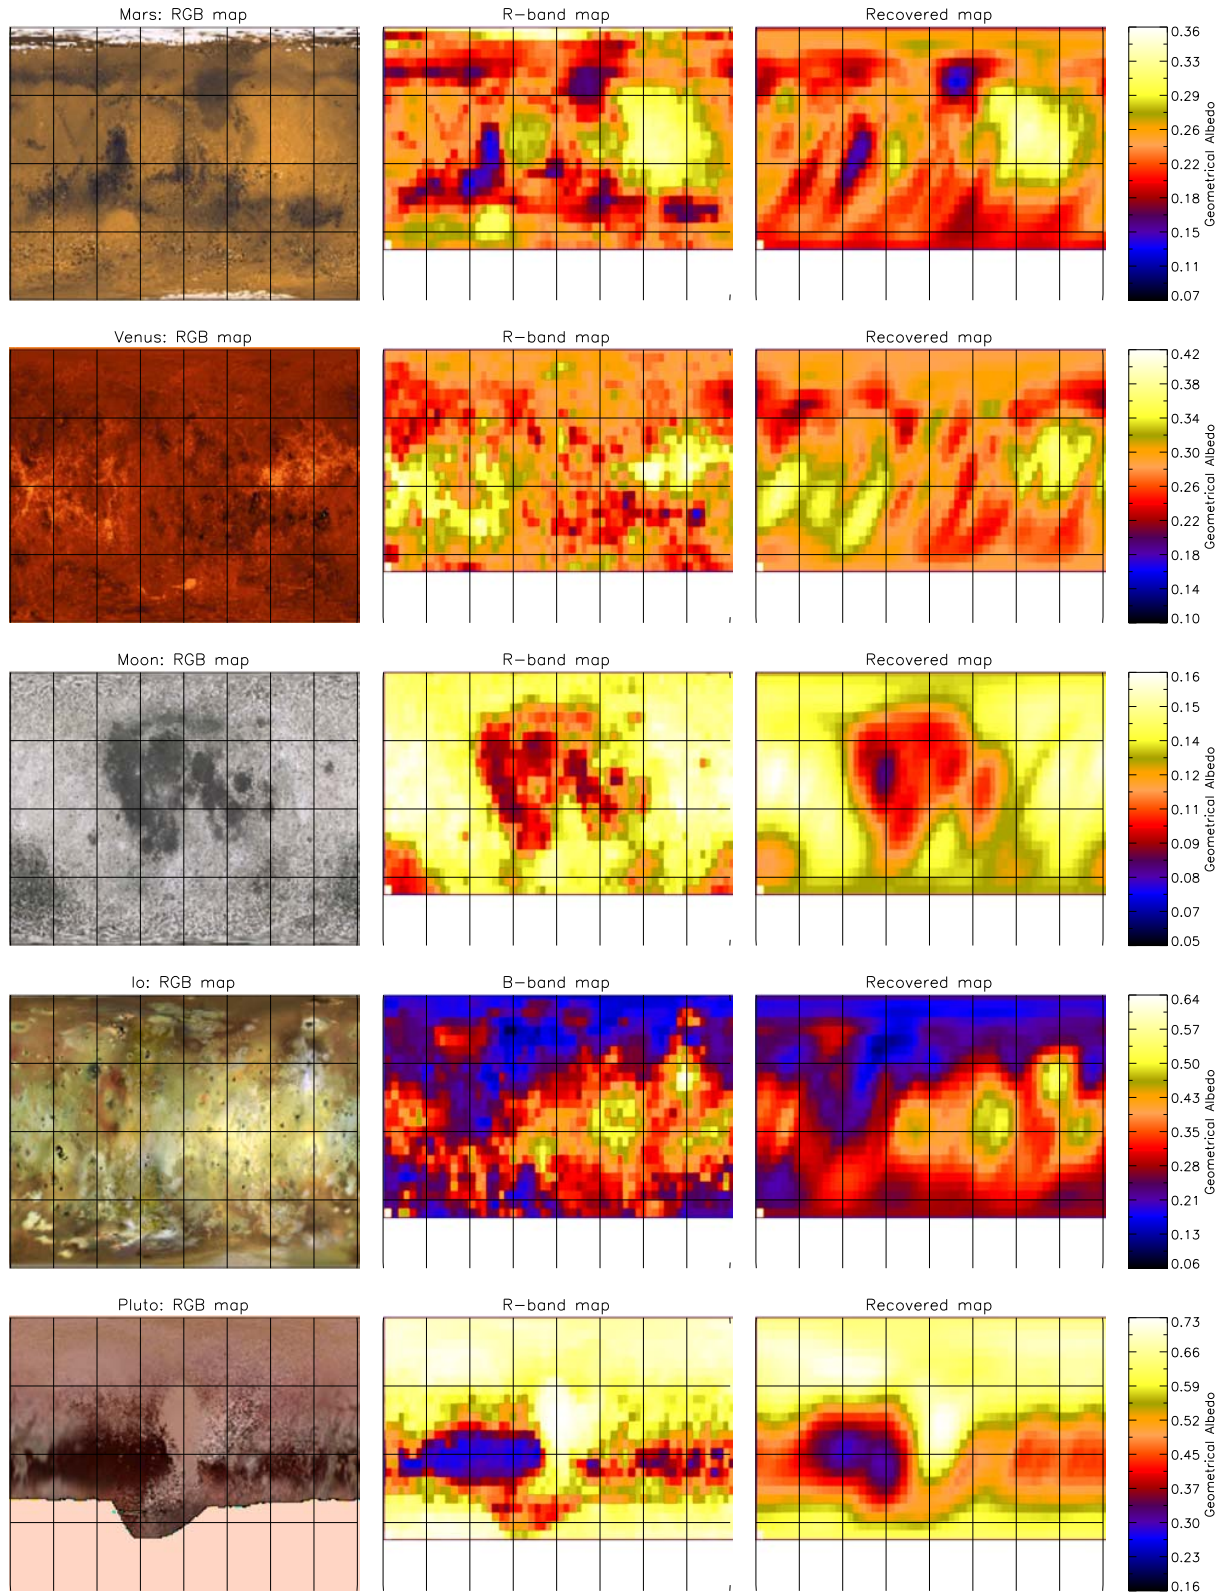 Mars: RGB map
R-band map
Recovered map
0.36
0.33
0.29
0.26
0.22
0.18
0.15
0.11
0.07
Geometrical Albedo
Venus: RGB map
R-band map
Recovered map
0.42
0.38
0.34
0.30
0.26
0.22
0.18
0.14
0.10
Geometrical Albedo
Moon: RGB map
R-band map
Recovered map
0.16
0.15
0.14
0.12
0.11
0.09
0.08
0.07
0.05
Geometrical Albedo
Io: RGB map
B-band map
Recovered map
0.64
0.57
0.50
0.43
0.35
0.28
0.21
0.13
0.06
Geometrical Albedo
Pluto: RGB map
R-band map
Recovered map
0.73
0.66
0.59
0.52
0.45
0.37
0.30
0.23
0.16
Geometrical Albedo